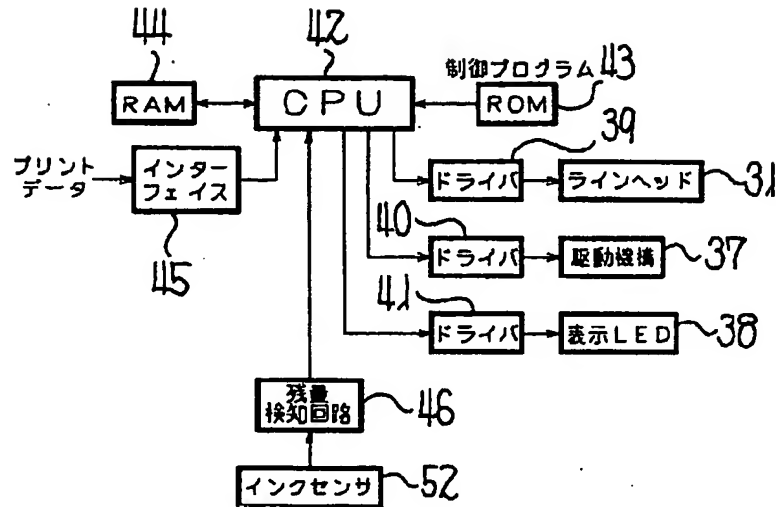 44
42
制御プログラム
43
RAM
CPU
ROM
39
プリント
データ
インター
フェイス
ドライバ
ラインヘッド
31
45
40
ドライバ
駆動機構
37
41
ドライバ
表示LED
38
残量
検知回路
46
インクセンサ
52